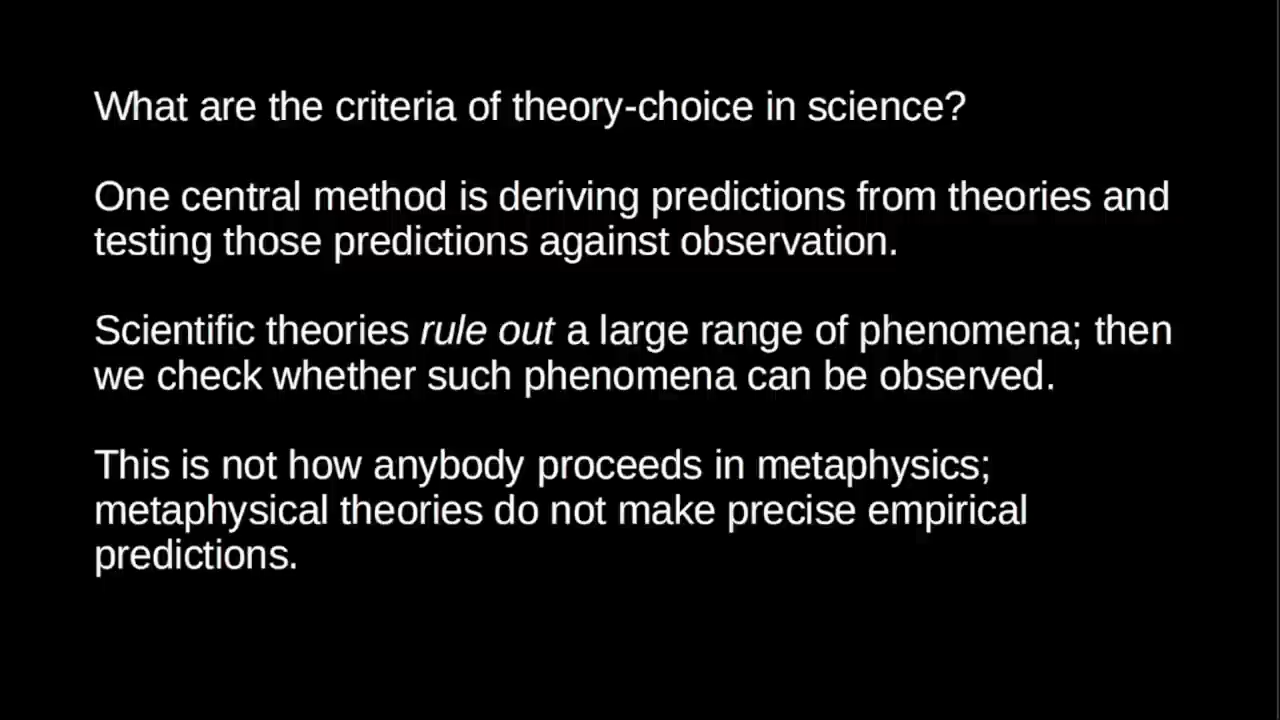 What are the criteria of theory-choice in science?
One central method is deriving predictions from theories and
testing those predictions against observation.
Scientific theories rule out a large range of phenomena; then
we check whether such phenomena can be observed.
This is not how anybody proceeds in metaphysics;
metaphysical theories do not make precise empirical
predictions.